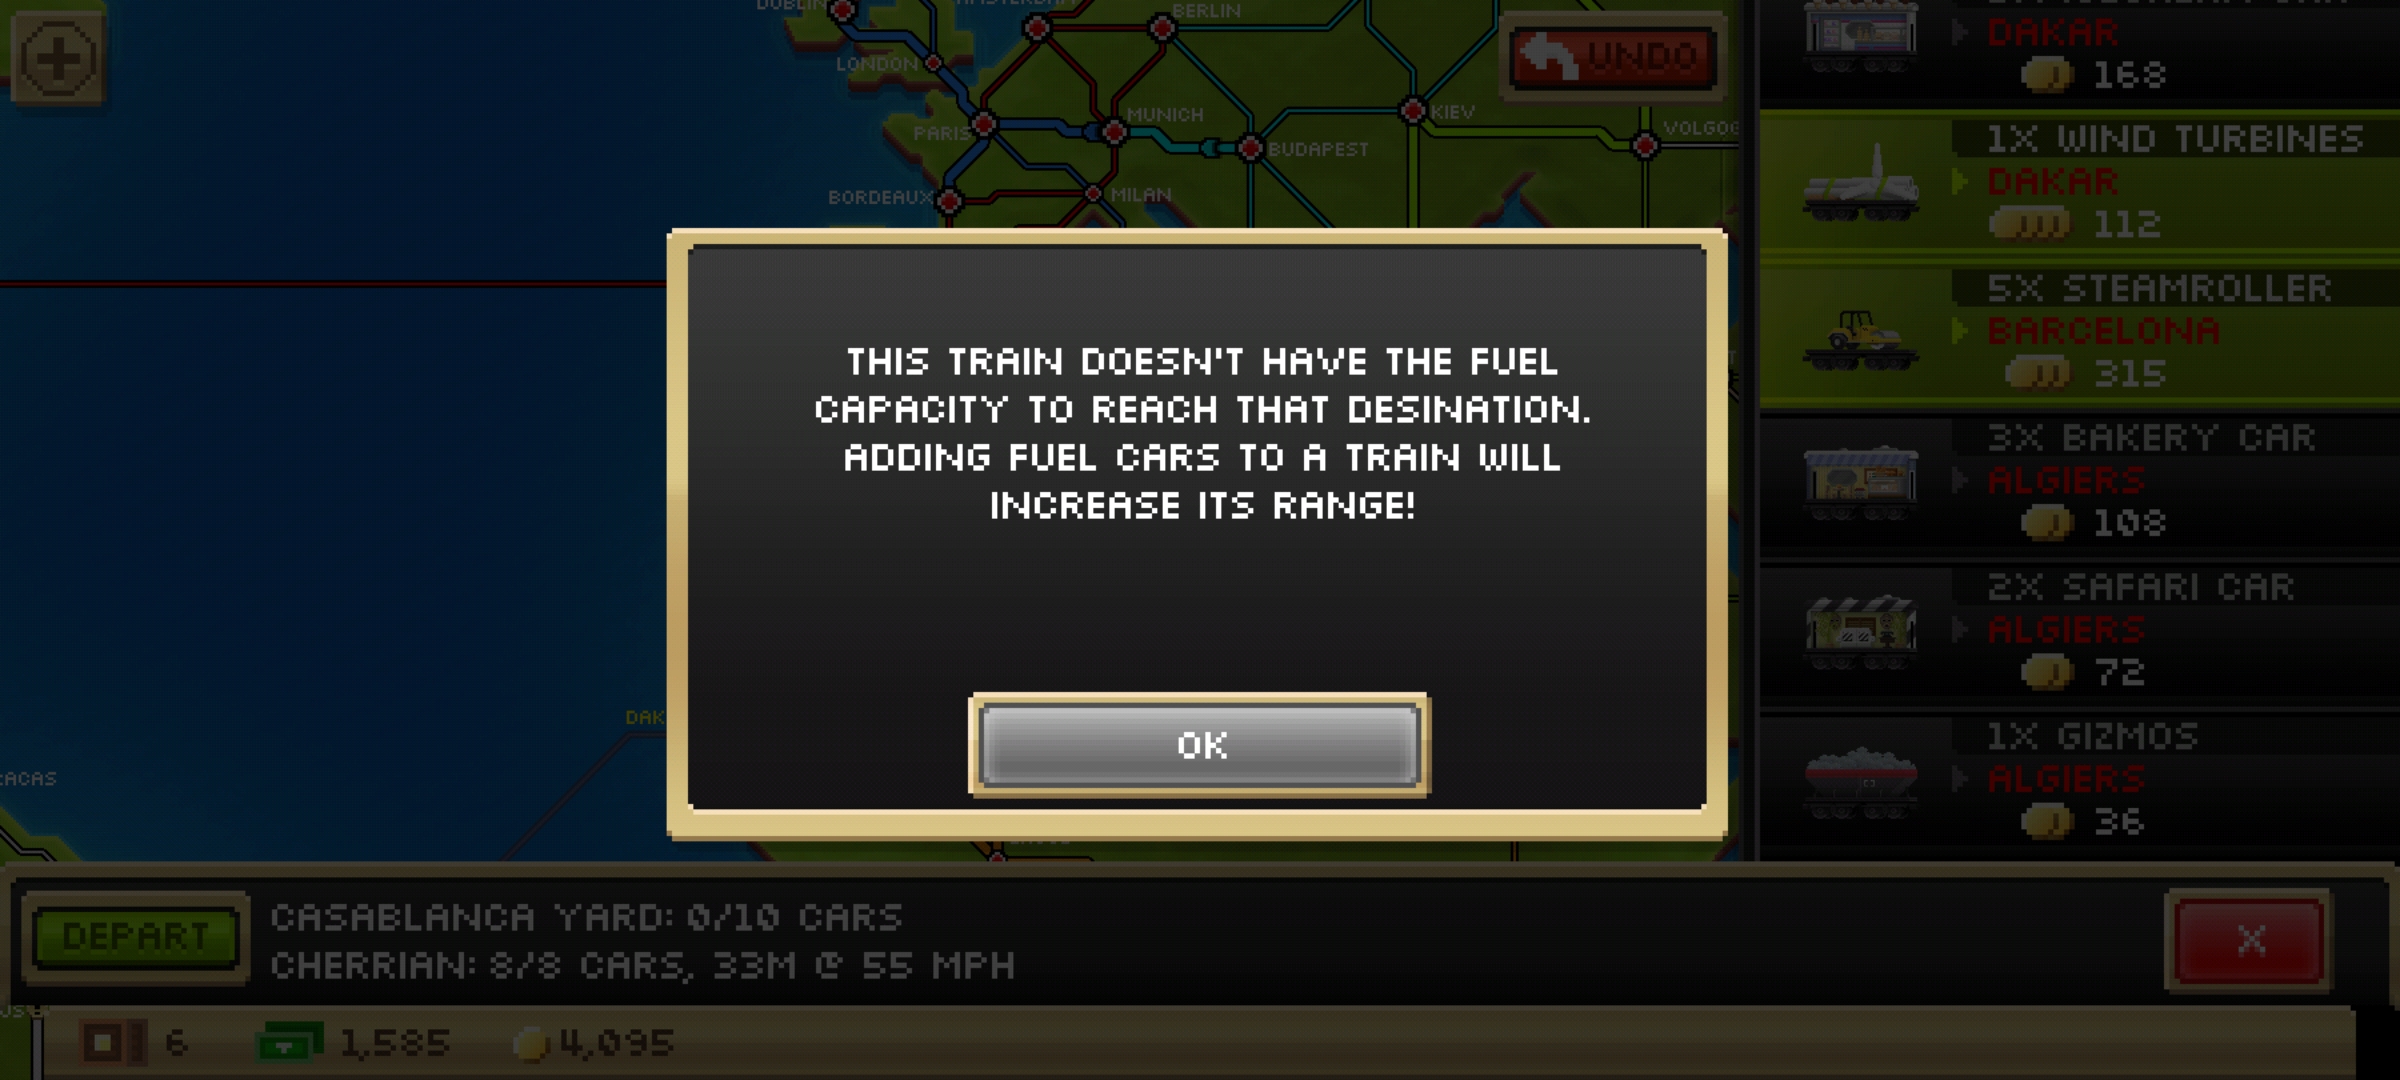 DUBLIN
BERLIN
UNDO
DAKAR
168
LONDON
PARIS
MUNICH
KIEV
BUDAPEST
BORDEAUX
MILAN
1X WIND TURBINES
DAKAR
112
5X STEAMROLLER
BARCELONA
315
THIS TRAIN DOESN'T HAVE THE FUEL
CAPACITY TO REACH THAT DESINATION.
ADDING FUEL CARS TO A TRAIN WILL
INCREASE ITS RANGE!
OK
3X BAKERY CAR
ALGIERS
108
2X SAFARI CAR
ALGIERS
72
1X GIZMOS
ALGIERS
36
DAK
ACAS
DEPART
CASABLANCA YARD: 0/10 CARS
CHERRIAN: 8/8 CARS, 33M @ 55 MPH
X
6
1,585
4,095